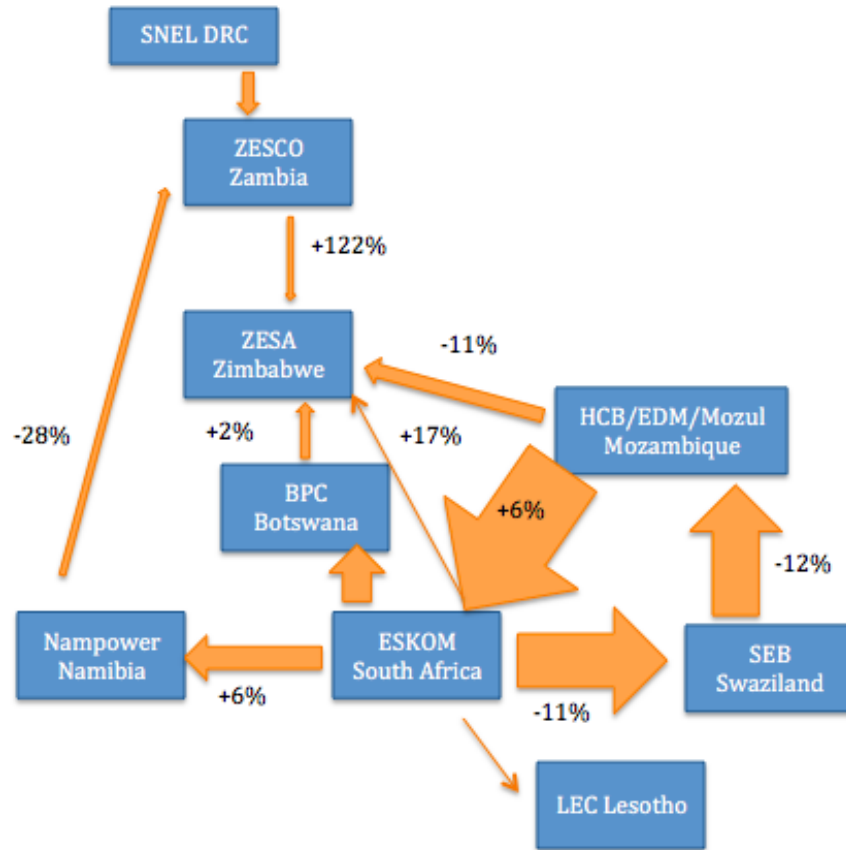 SNEL DRC
ZESCO
Zambia
+122%
ZESA
Zimbabwe
-11%
HCB/EDM/Mozul
Mozambique
-28%
+2%
+17%
BPC
Botswana
+6%
-12%
Nampower
Namibia
ESKOM
South Africa
SEB
Swaziland
+6%
-11%
LEC Lesotho